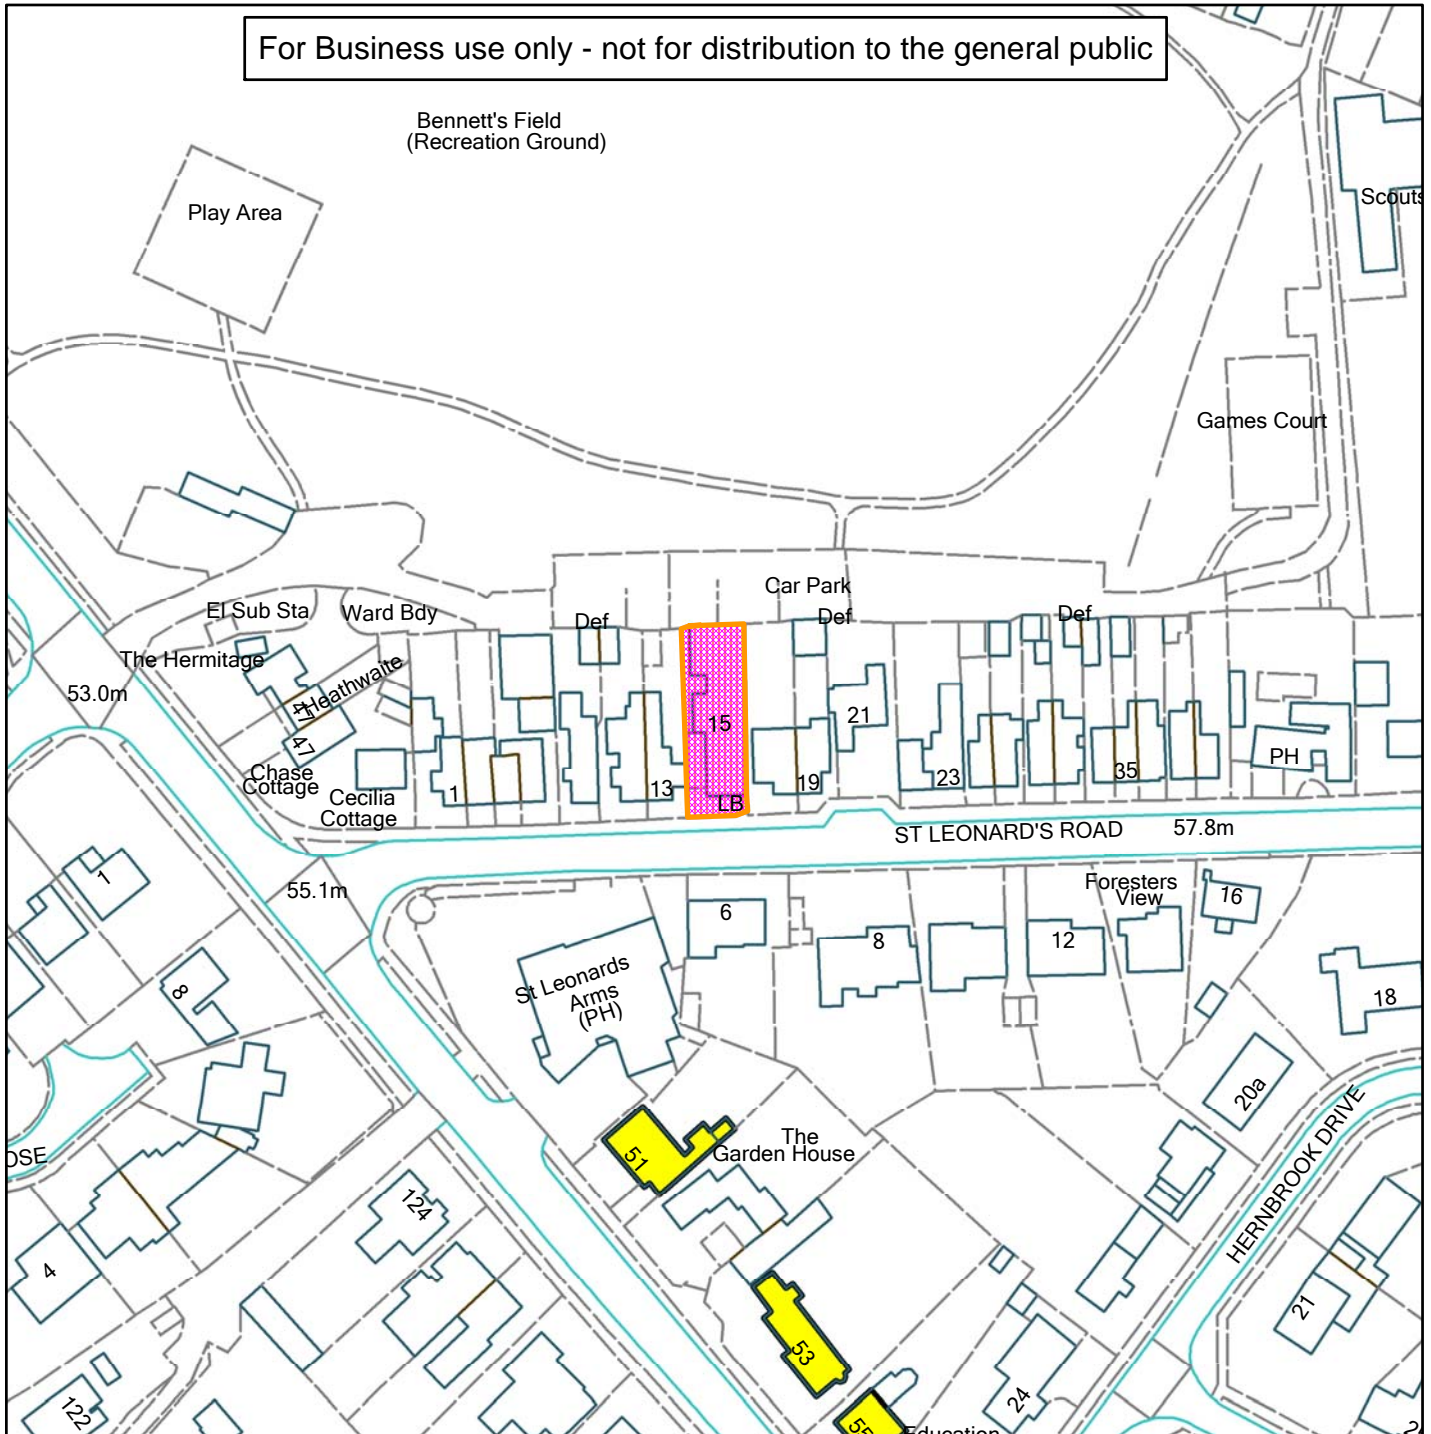 For Business use only - not for distribution to the general public
Bennett's Field
(Recreation Ground)
Play Area
Scouts
Games Court
Car Park
El Sub Sta
Ward Bdy
Def
Def
Def
The Hermitage
Heathwaite
53.0m
47
47
15
21
Chase
Cottage
Cecilia
Cottage
1
13
LB
19
23
35
PH
ST LEONARD'S ROAD
57.8m
55.1m
1
8
6
8
12
Foresters
View
16
18
St Leonards
Arms
(PH)
20a
OSE
51
The
Garden House
HERNBROOK DRIVE
124
4
53
21
122
55
24
Education